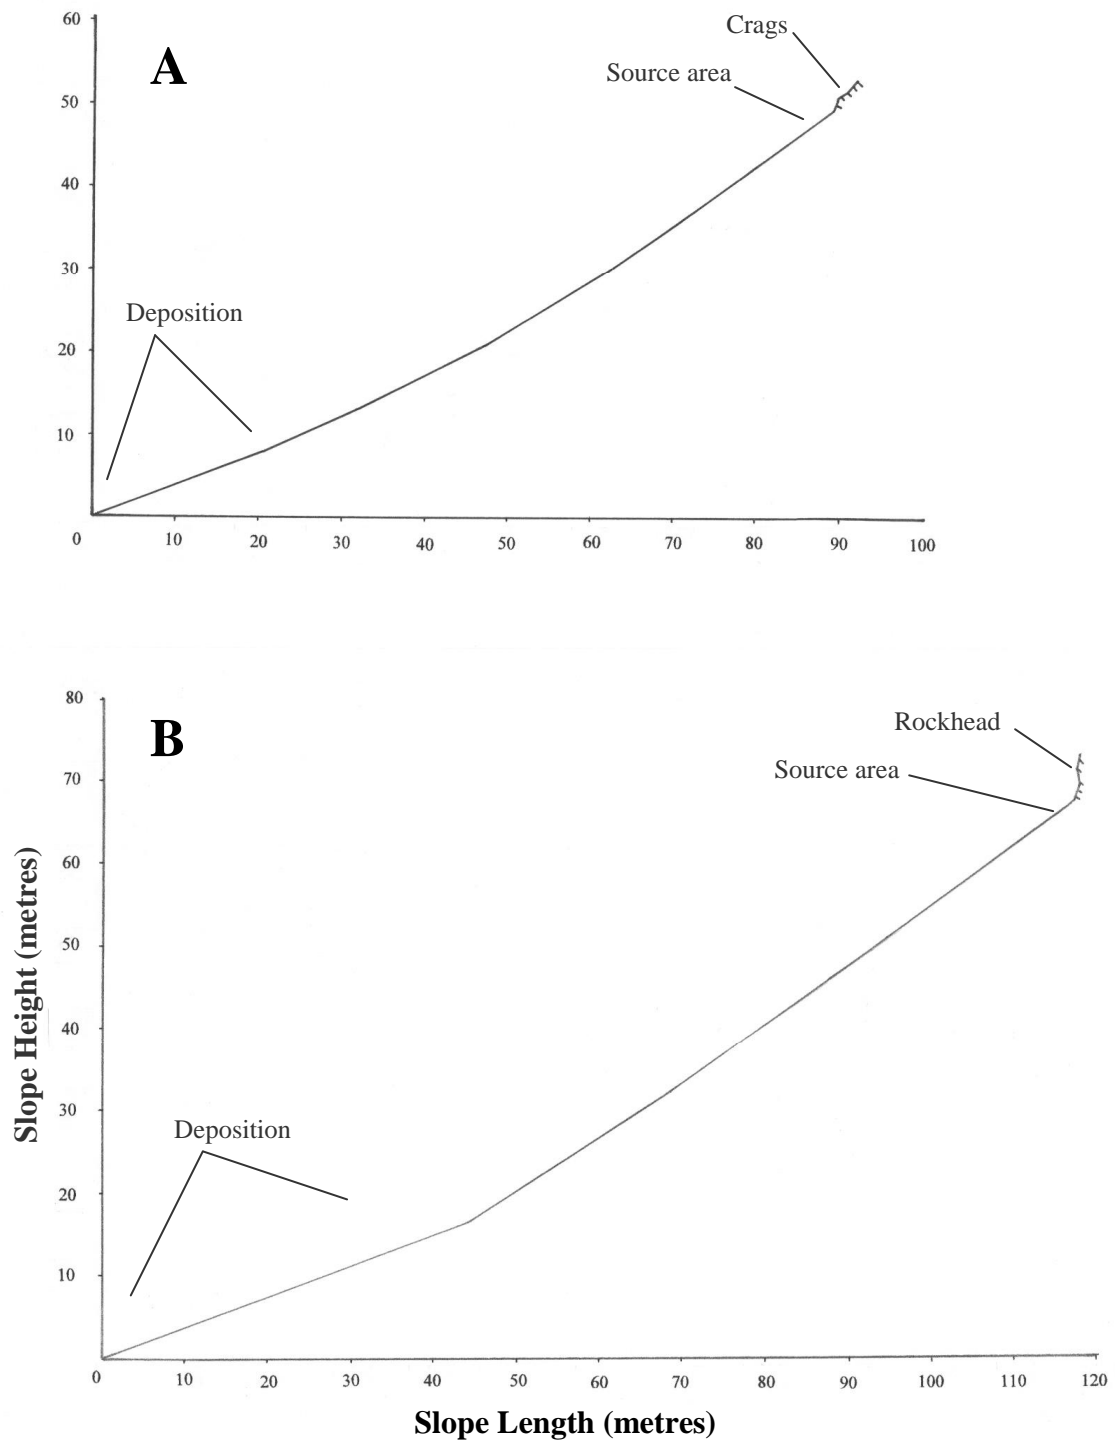 60
A
Crags
Source area
50
40
30
Deposition
20
10
0 10 20 30 40 50 60 70 80 90 100
80
B
Rockhead
Source area
70
60
50
40
30
Deposition
20
10
Slope Height (metres)
0 10 20 30 40 50 60 70 80 90 100 110 120
Slope Length (metres)